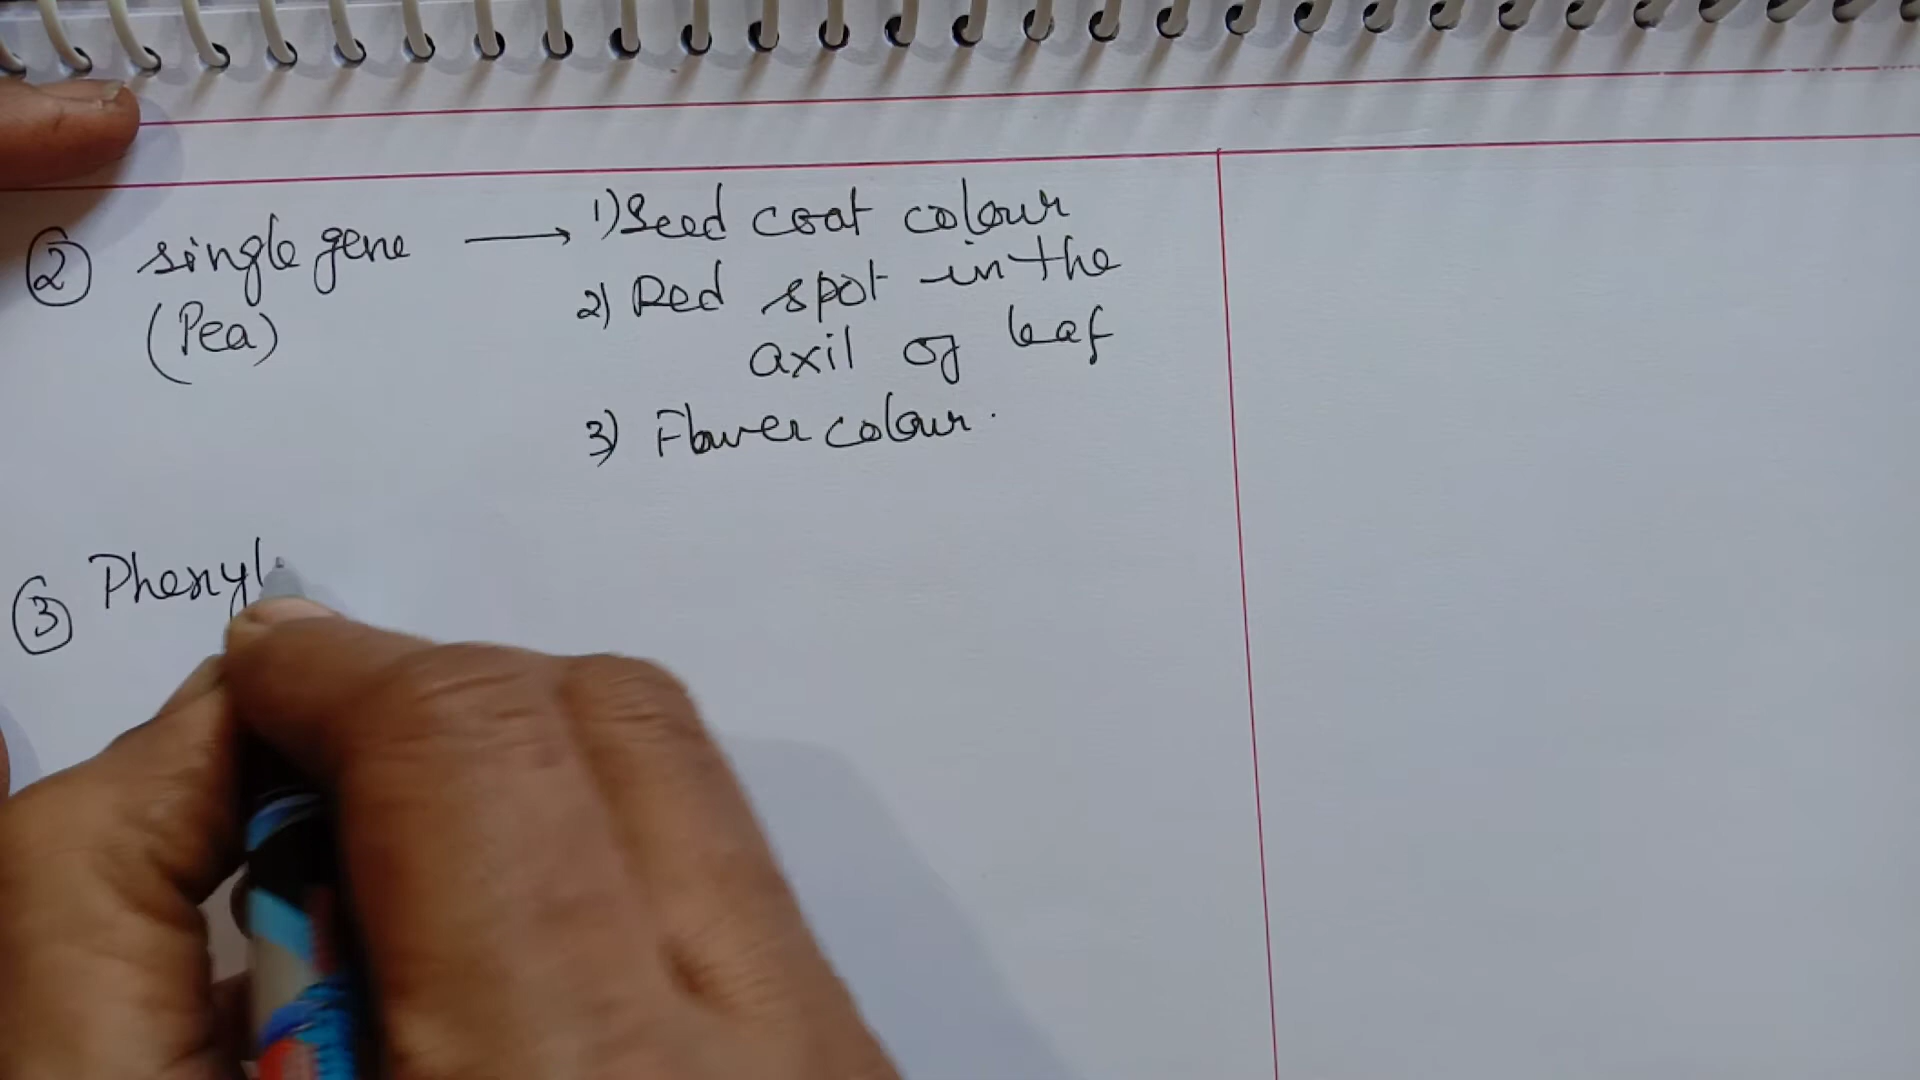 ② single gene → 1) Seed coat colour
(Pea) 2) Red spot in the
axil of leaf
3) Flower colour.
③ Phenyl